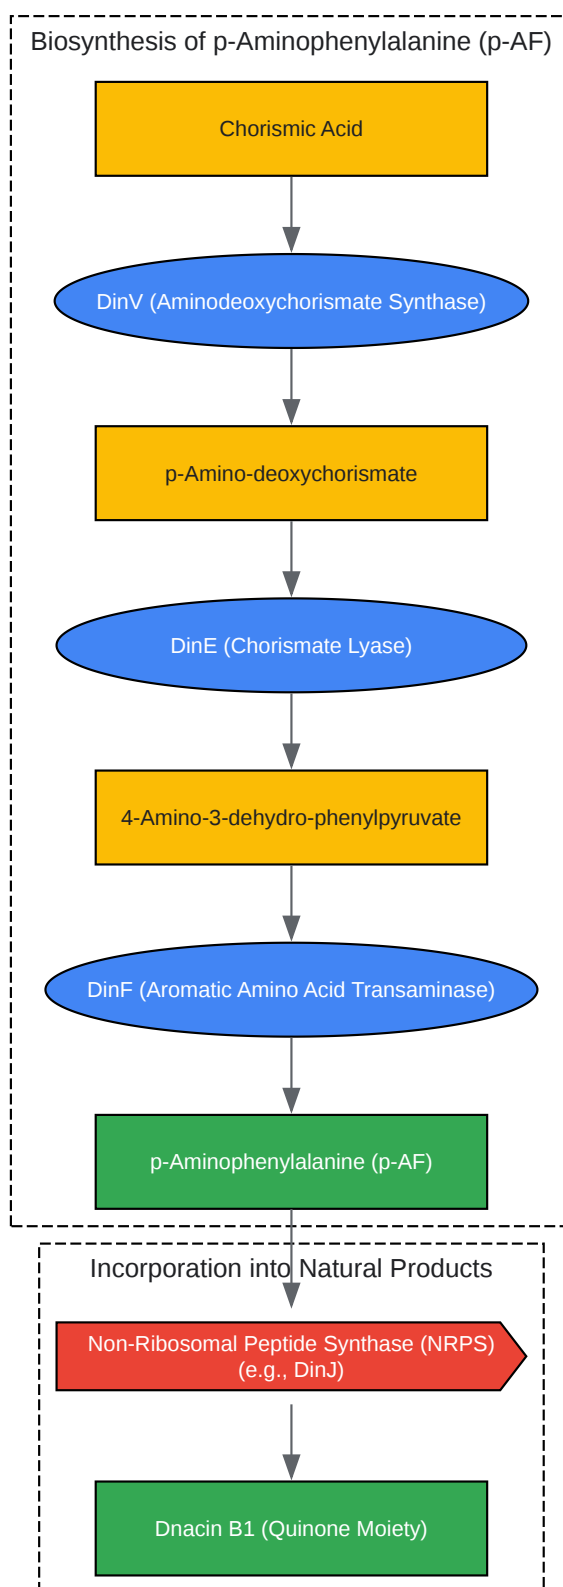 Biosynthesis of p-Aminophenylalanine (p-AF)
Chorismic Acid
DinV (Aminodeoxychorismate Synthase)
p-Amino-deoxychorismate
DinE (Chorismate Lyase)
4-Amino-3-dehydro-phenylpyruvate
DinF (Aromatic Amino Acid Transaminase)
p-Aminophenylalanine (p-AF)
Incorporation into Natural Products
Non-Ribosomal Peptide Synthase (NRPS)
(e.g., DinJ)
Dnacin B1 (Quinone Moiety)